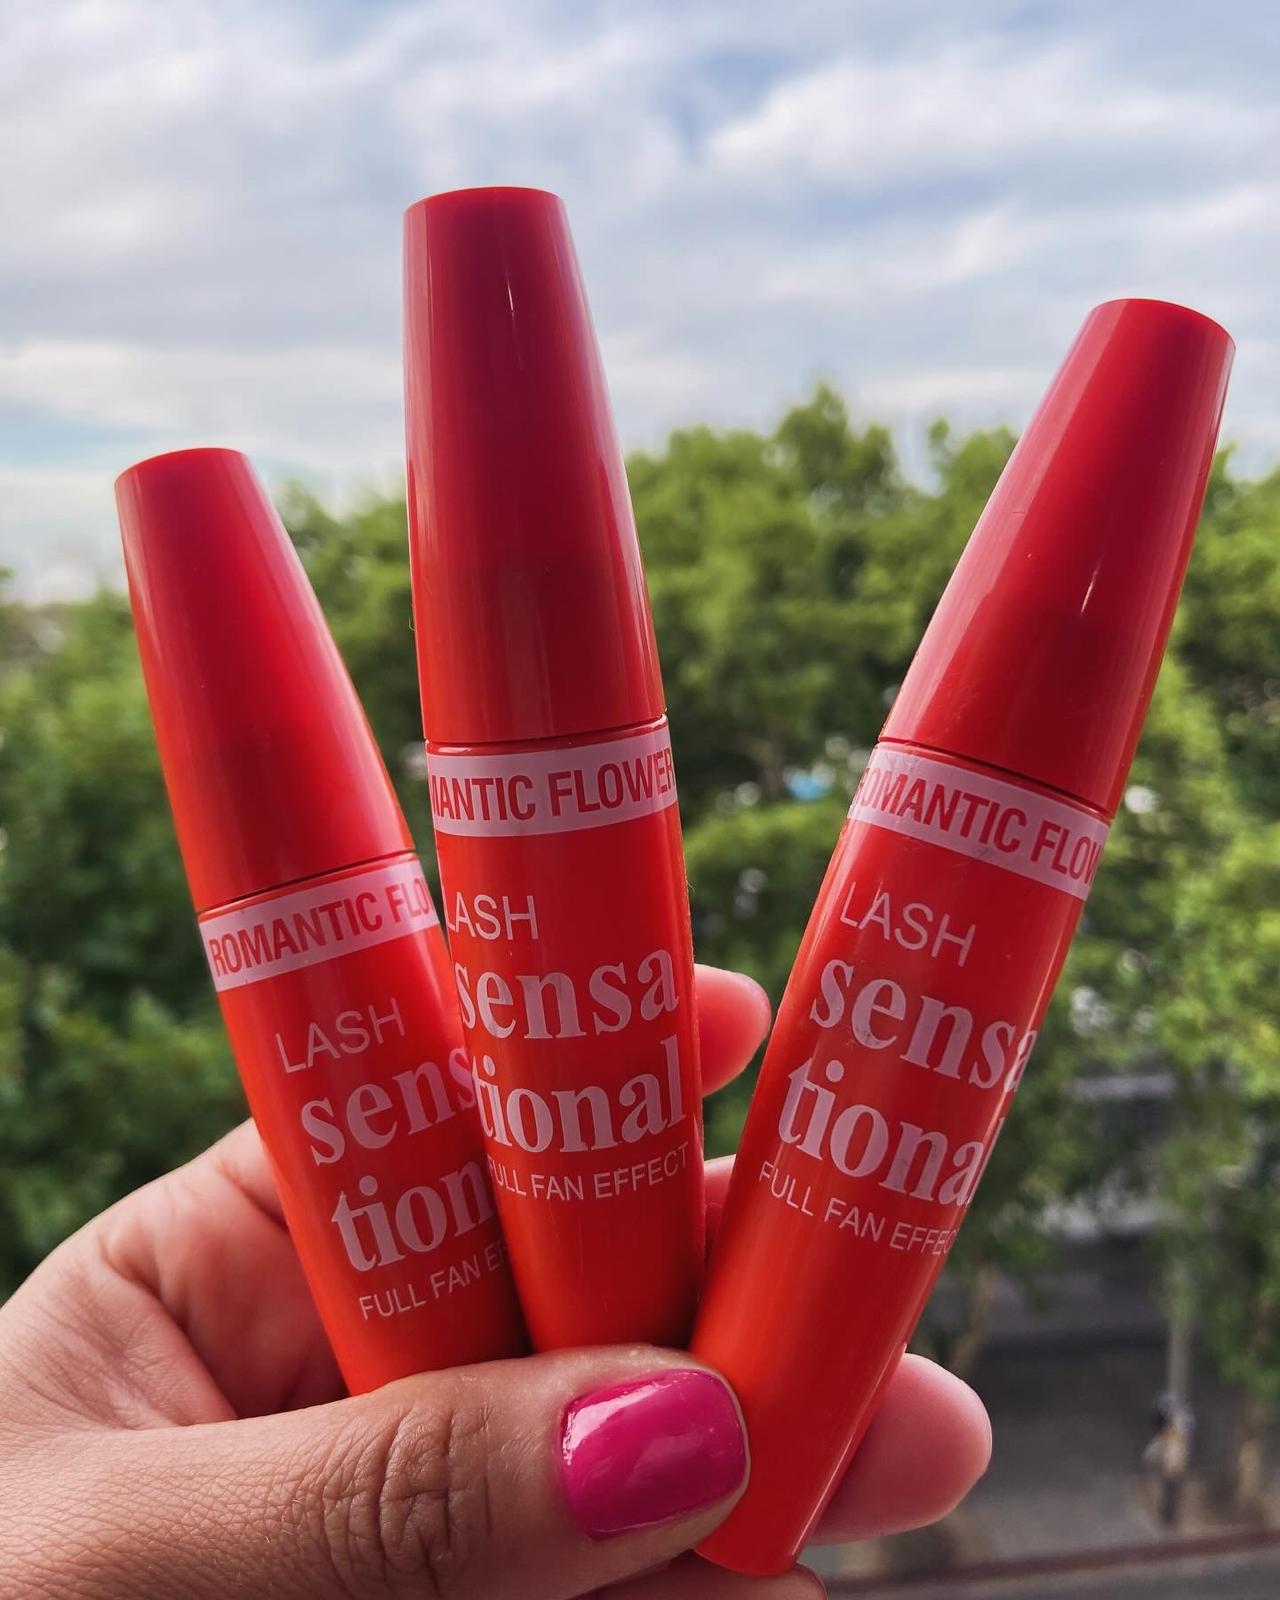 ROMANTIC FLO
LASH
sens
tion
FULL FAN EF
MANTIC FLOWER
LASH
sensa
tional
FULL FAN EFFECT
ROMANTIC FLOW
LASH
sensa
tional
FULL FAN EFFEC